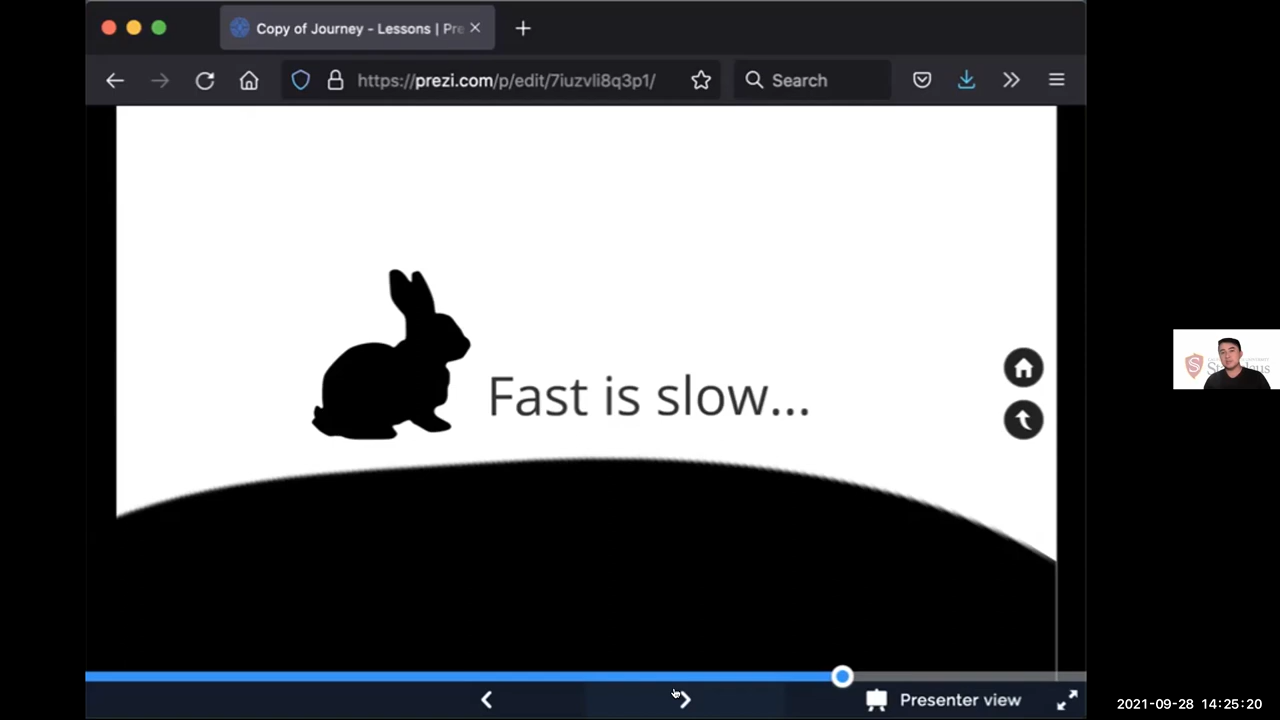 Copy of Journey - Lessons | Pre
https://prezi.com/p/edit/7iuzvli8q3p1/
Search
Fast is slow...
Presenter view
2021-09-28 14:25:20